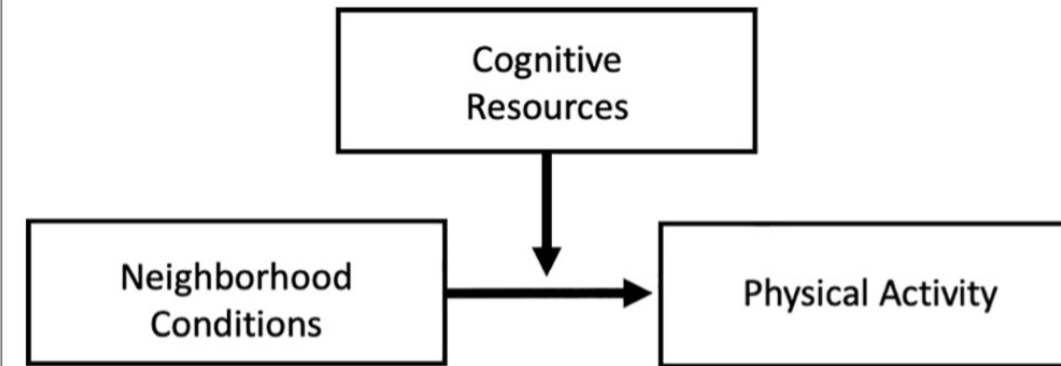 Cognitive
Resources
Neighborhood
Conditions
Physical Activity